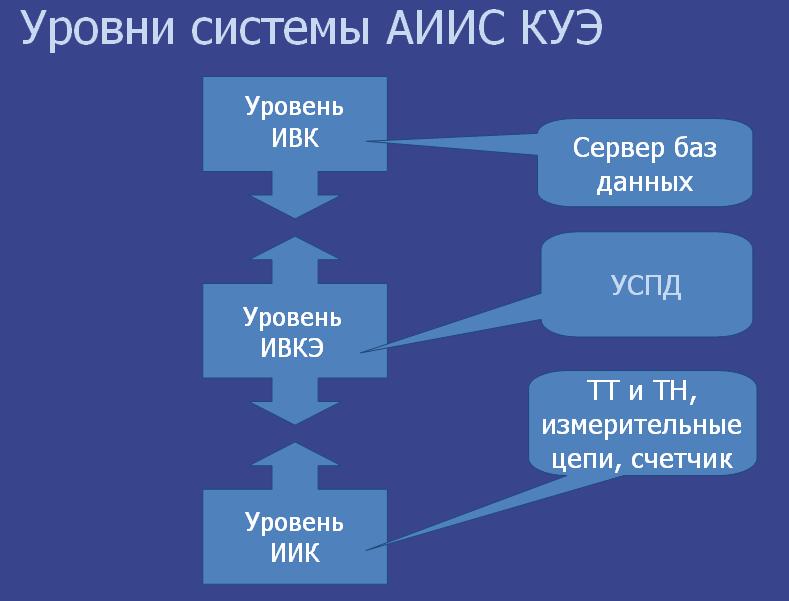 Уровни системы АИИС КУЭ
Уровень
ИВК
Сервер баз
данных
УСПД
Уровень
ИВКЭ
ТТ и ТН,
измерительные
цепи, счетчик
Уровень
ИИК